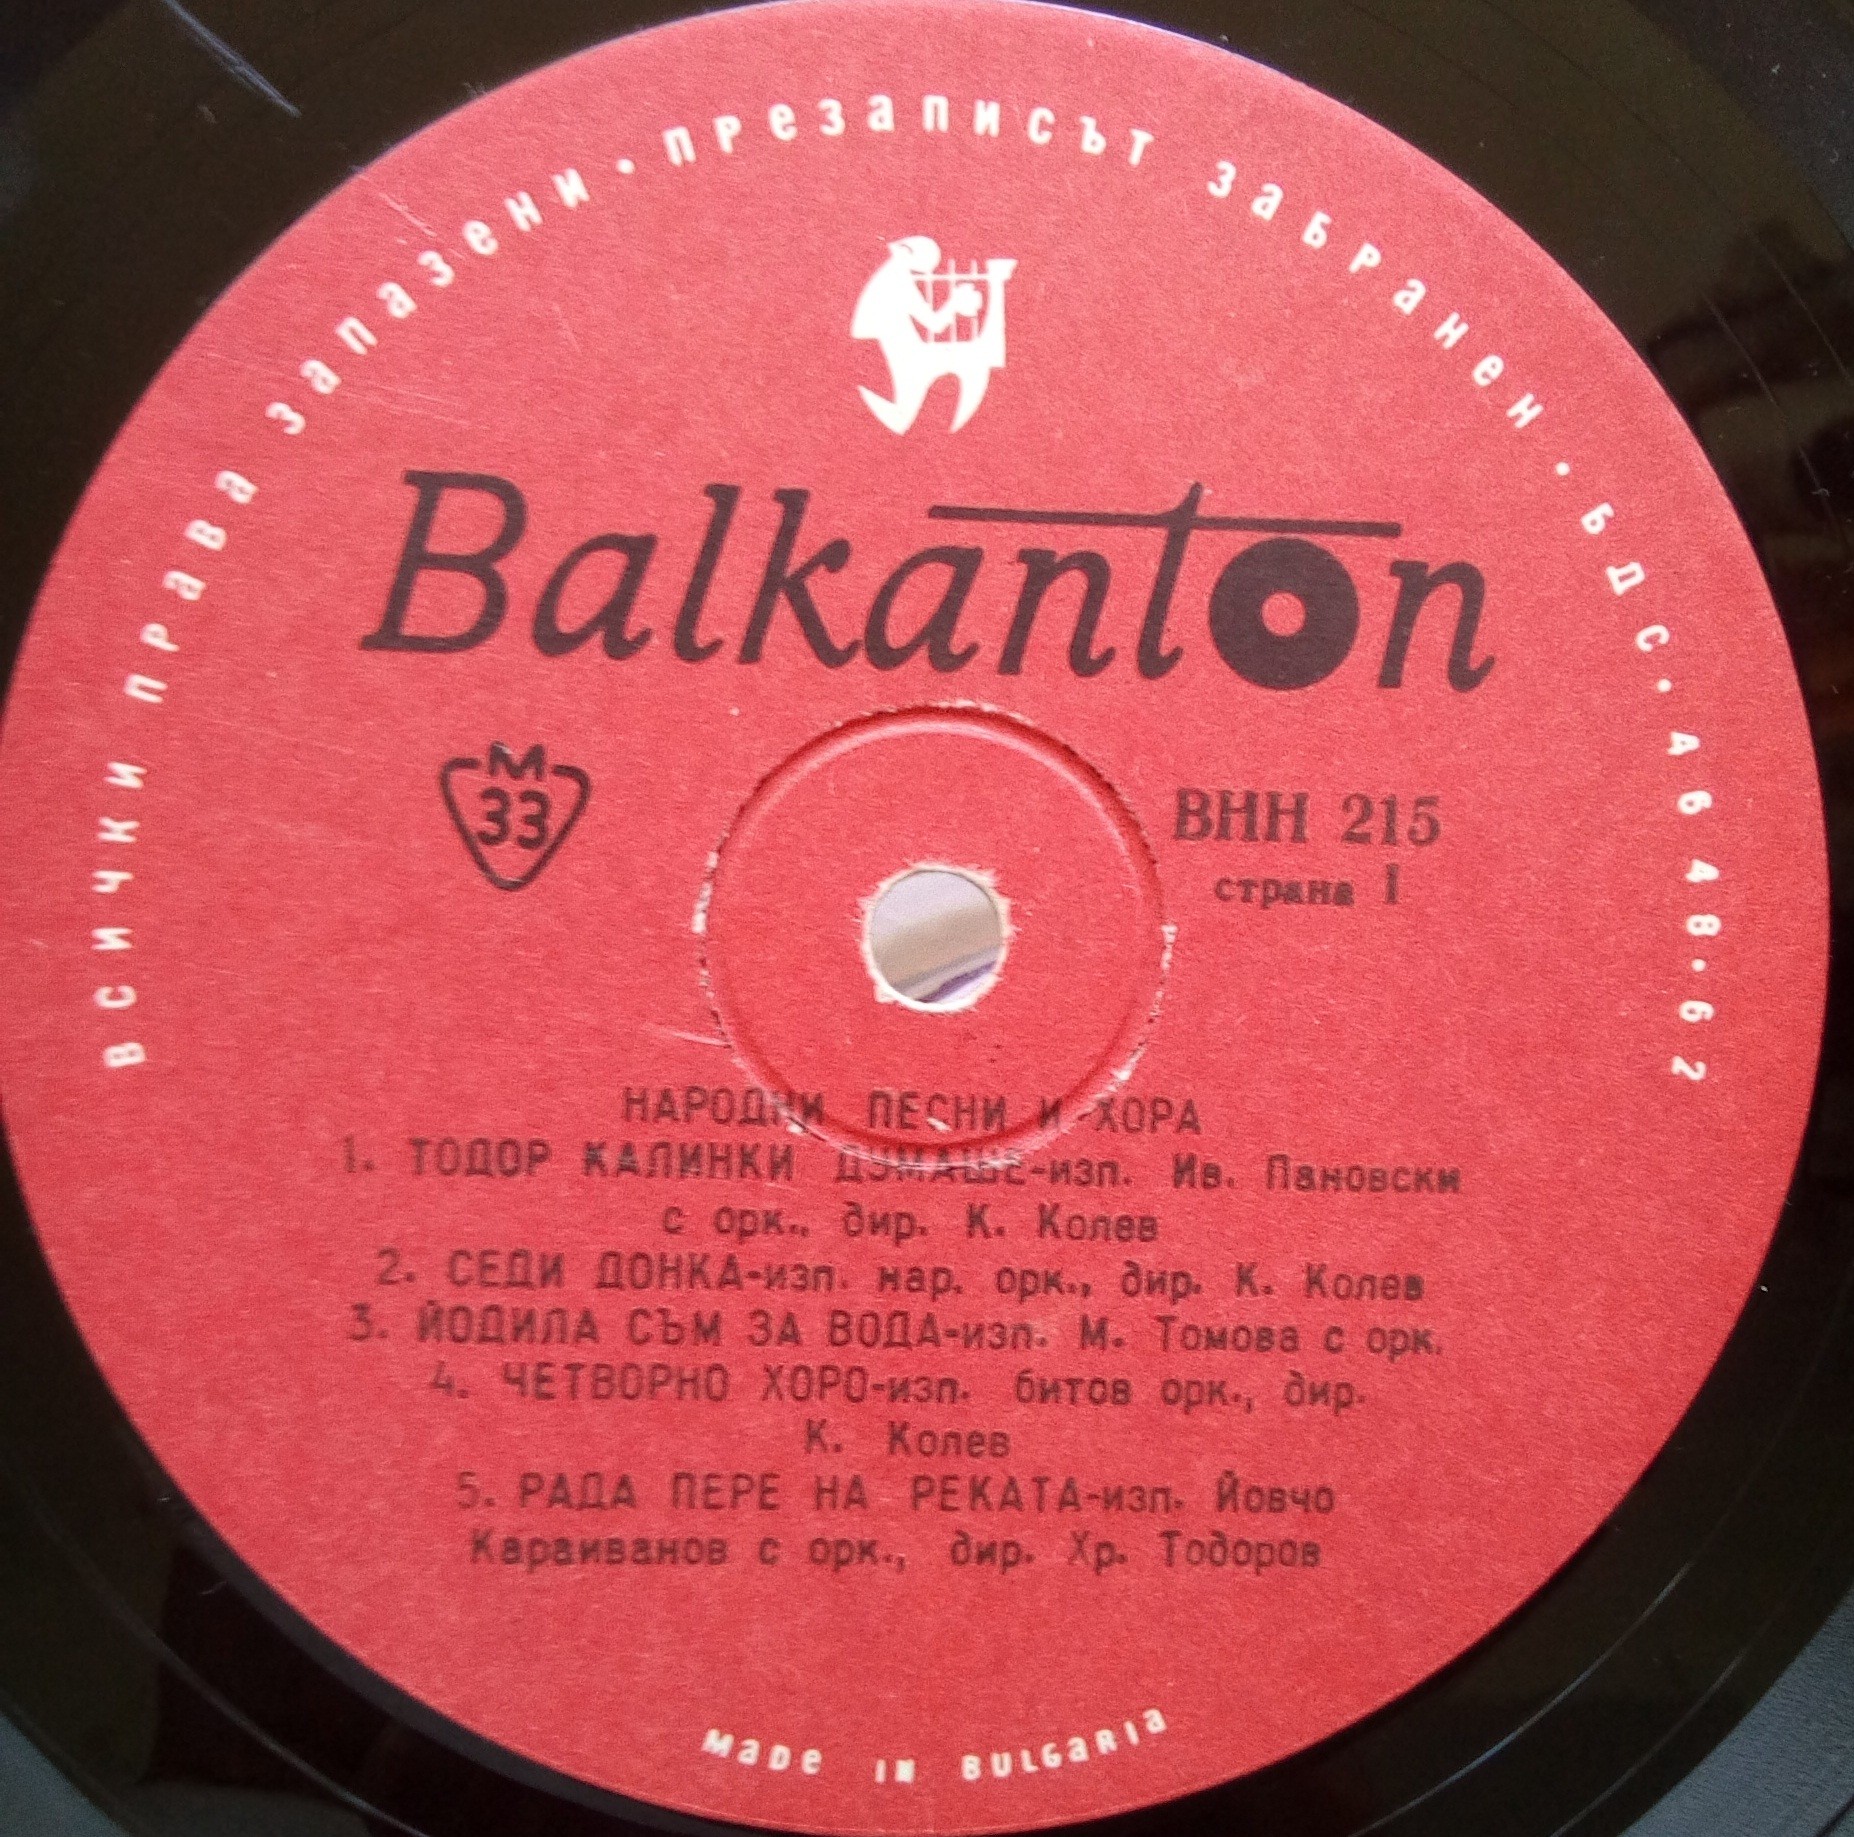 всички права запазени · презаписът забранен · БДС · А6 48 · 62
Balkanton
М
33
ВНН 215
страна I
НАРОДНИ ПЕСНИ И ХОРА
1. ТОДОР КАЛИНКИ ДУМАШЕ-изп. Ив. Пановски
с орк., дир. К. Колев
2. СЕДИ ДОНКА-изп. нар. орк., дир. К. Колев
3. ЙОДИЛА СЪМ ЗА ВОДА-изп. М. Томова с орк.
4. ЧЕТВОРНО ХОРО-изп. битов орк., дир.
К. Колев
5. РАДА ПЕРЕ НА РЕКАТА-изп. Йовчо
Караиванов с орк., дир. Хр. Тодоров
Made in Bulgaria